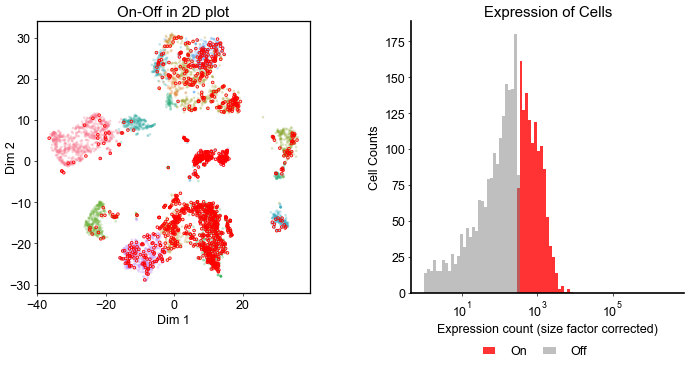 On-Off in 2D plot
30
20
10
0
−10
−20
−30
Dim 2
−40
−20
0
20
Dim 1
Expression of Cells
175
150
125
100
75
50
25
0
Cell Counts
10^1
10^3
10^5
Expression count (size factor corrected)
On
Off